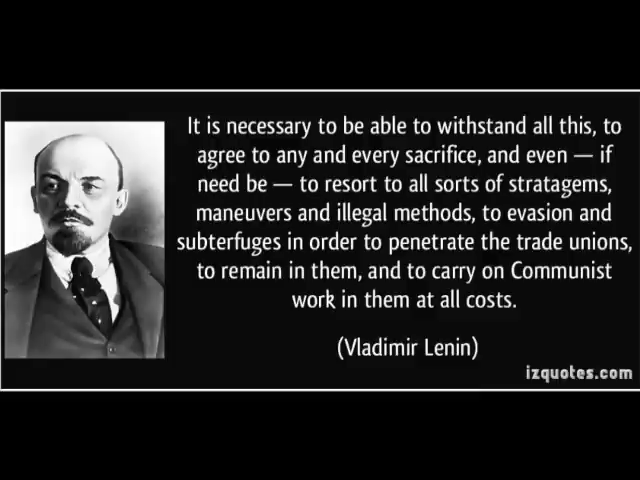 It is necessary to be able to withstand all this, to
agree to any and every sacrifice, and even — if
need be — to resort to all sorts of stratagems,
maneuvers and illegal methods, to evasion and
subterfuges in order to penetrate the trade unions,
to remain in them, and to carry on Communist
work in them at all costs.
(Vladimir Lenin)
izquotes.com